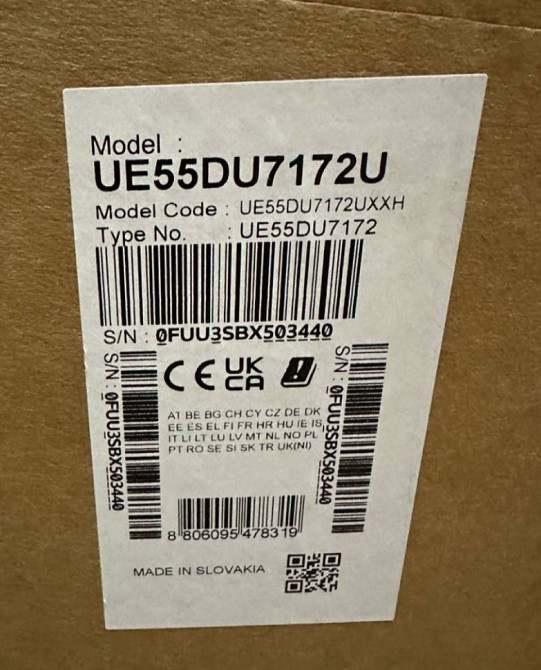 Model :
UE55DU7172U
Model Code : UE55DU7172UXXH
Type No. : UE55DU7172
S/N : 0FUU3SBX503440
S/N : 0FUU3SBX503440
CE UK CA
S/N : 0FUU3SBX503440
AT BE BG CH CY CZ DE DK
EE ES EL FI FR HR HU IE IS
IT LI LT LU LV MT NL NO PL
PT RO SE SI SK TR UK(NI)
8 806095 478319
MADE IN SLOVAKIA